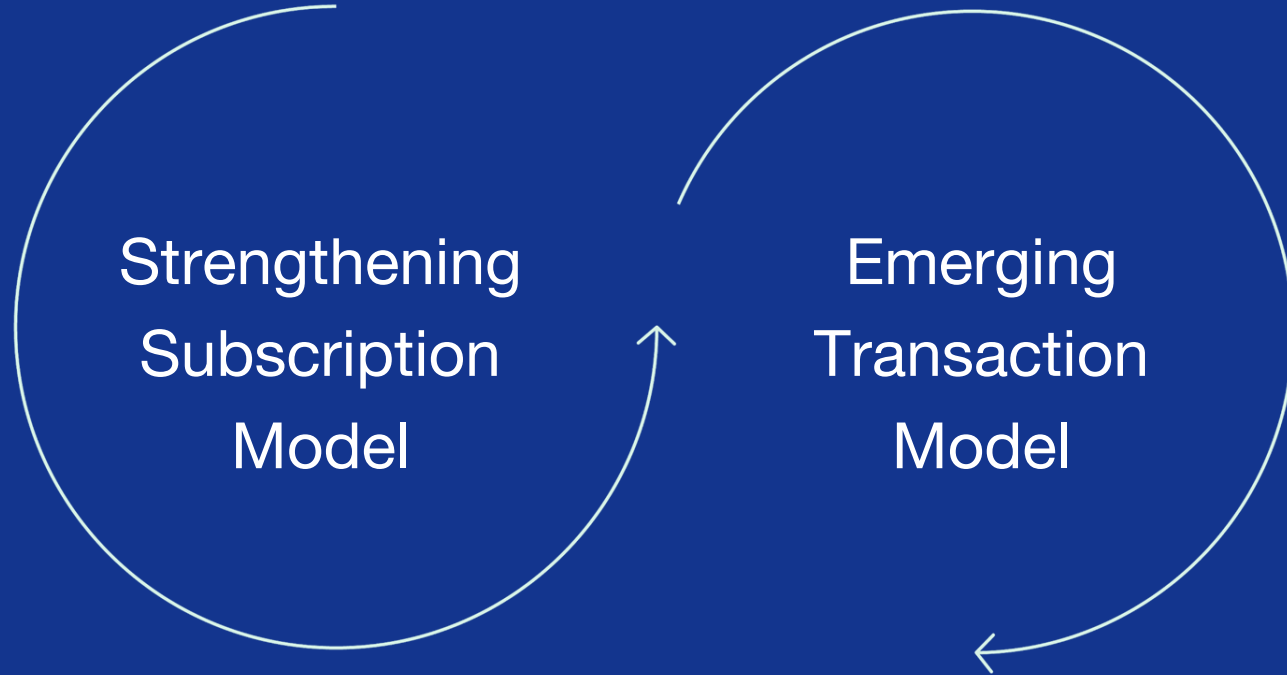 Strengthening
Subscription
Model
Emerging
Transaction
Model